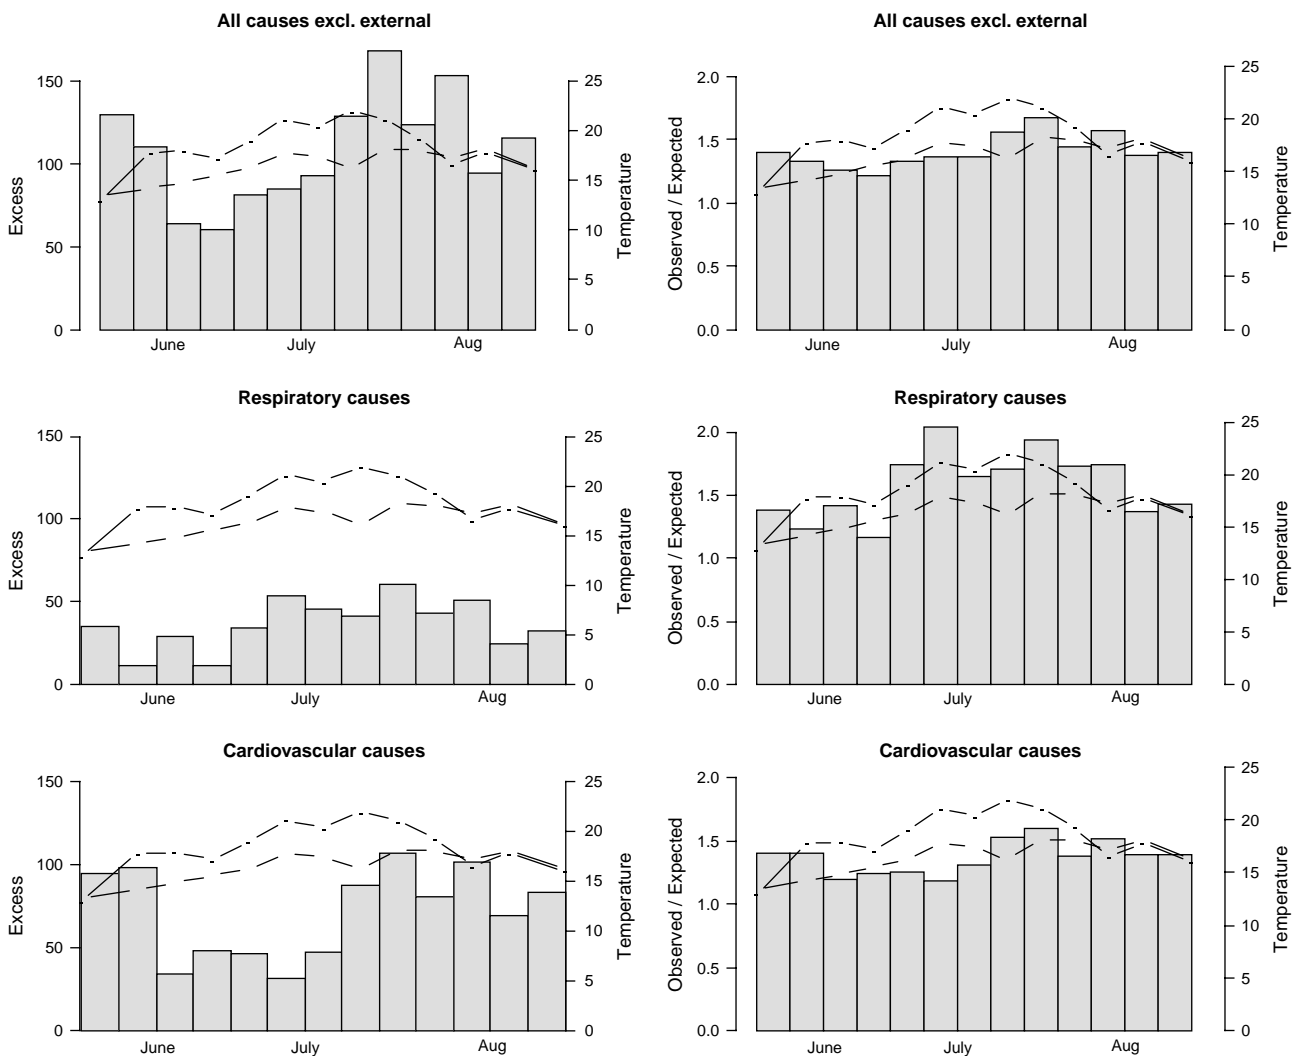 All causes excl. external
150
100
50
0
Excess
25
20
15
10
5
0
Temperature
June July Aug
All causes excl. external
2.0
1.5
1.0
0.5
0.0
Observed / Expected
25
20
15
10
5
0
Temperature
June July Aug
Respiratory causes
150
100
50
0
Excess
25
20
15
10
5
0
Temperature
June July Aug
Respiratory causes
2.0
1.5
1.0
0.5
0.0
Observed / Expected
25
20
15
10
5
0
Temperature
June July Aug
Cardiovascular causes
150
100
50
0
Excess
25
20
15
10
5
0
Temperature
June July Aug
Cardiovascular causes
2.0
1.5
1.0
0.5
0.0
Observed / Expected
25
20
15
10
5
0
Temperature
June July Aug